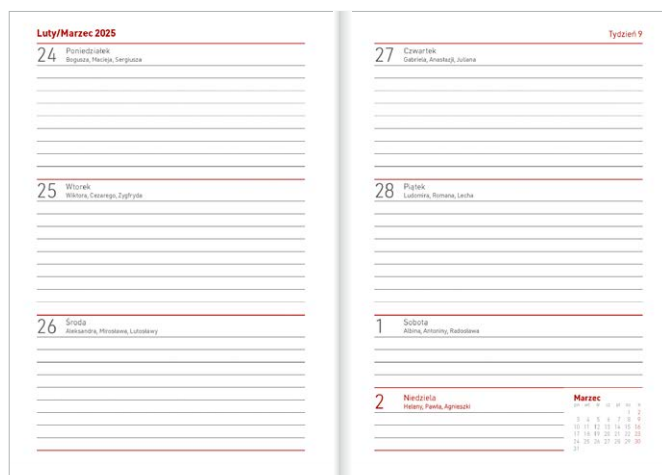 Luty/Marzec 2025
24 Poniedziałek
Bogusza, Macieja, Sergiusza
25 Wtorek
Wiktora, Cezarego, Zygfryda
26 Środa
Aleksandra, Mirosława, Lutosławy
Tydzień 9
27 Czwartek
Gabriela, Anastazji, Juliana
28 Piątek
Ludomira, Romana, Lecha
1 Sobota
Albina, Antoniny, Radosława
2 Niedziela
Heleny, Pawła, Agnieszki
Marzec
1 2
3 4 5 6 7 8 9
10 11 12 13 14 15 16
17 18 19 20 21 22 23
24 25 26 27 28 29 30
31